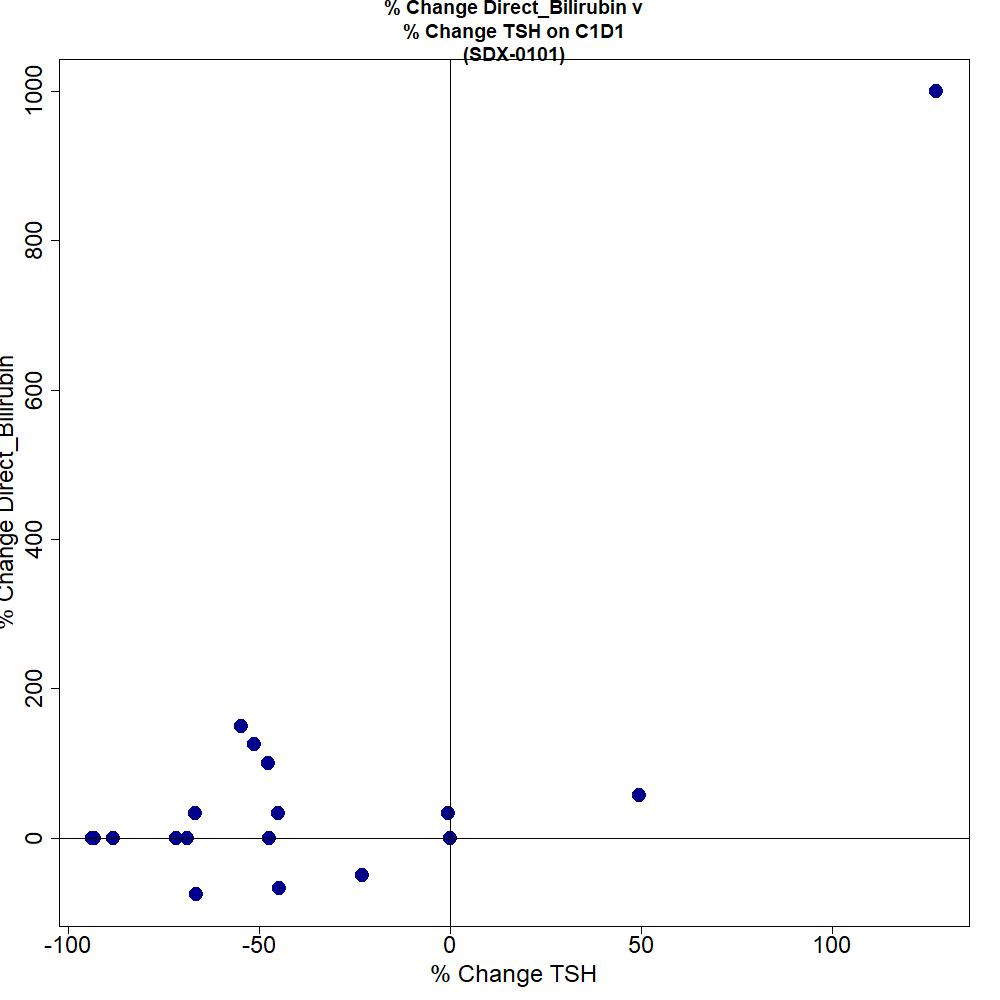 % Change Direct_Bilirubin v
% Change TSH on C1D1
(SDX-0101)
% Change Direct_Bilirubin
1000
800
600
400
200
0
-100
-50
0
50
100
% Change TSH